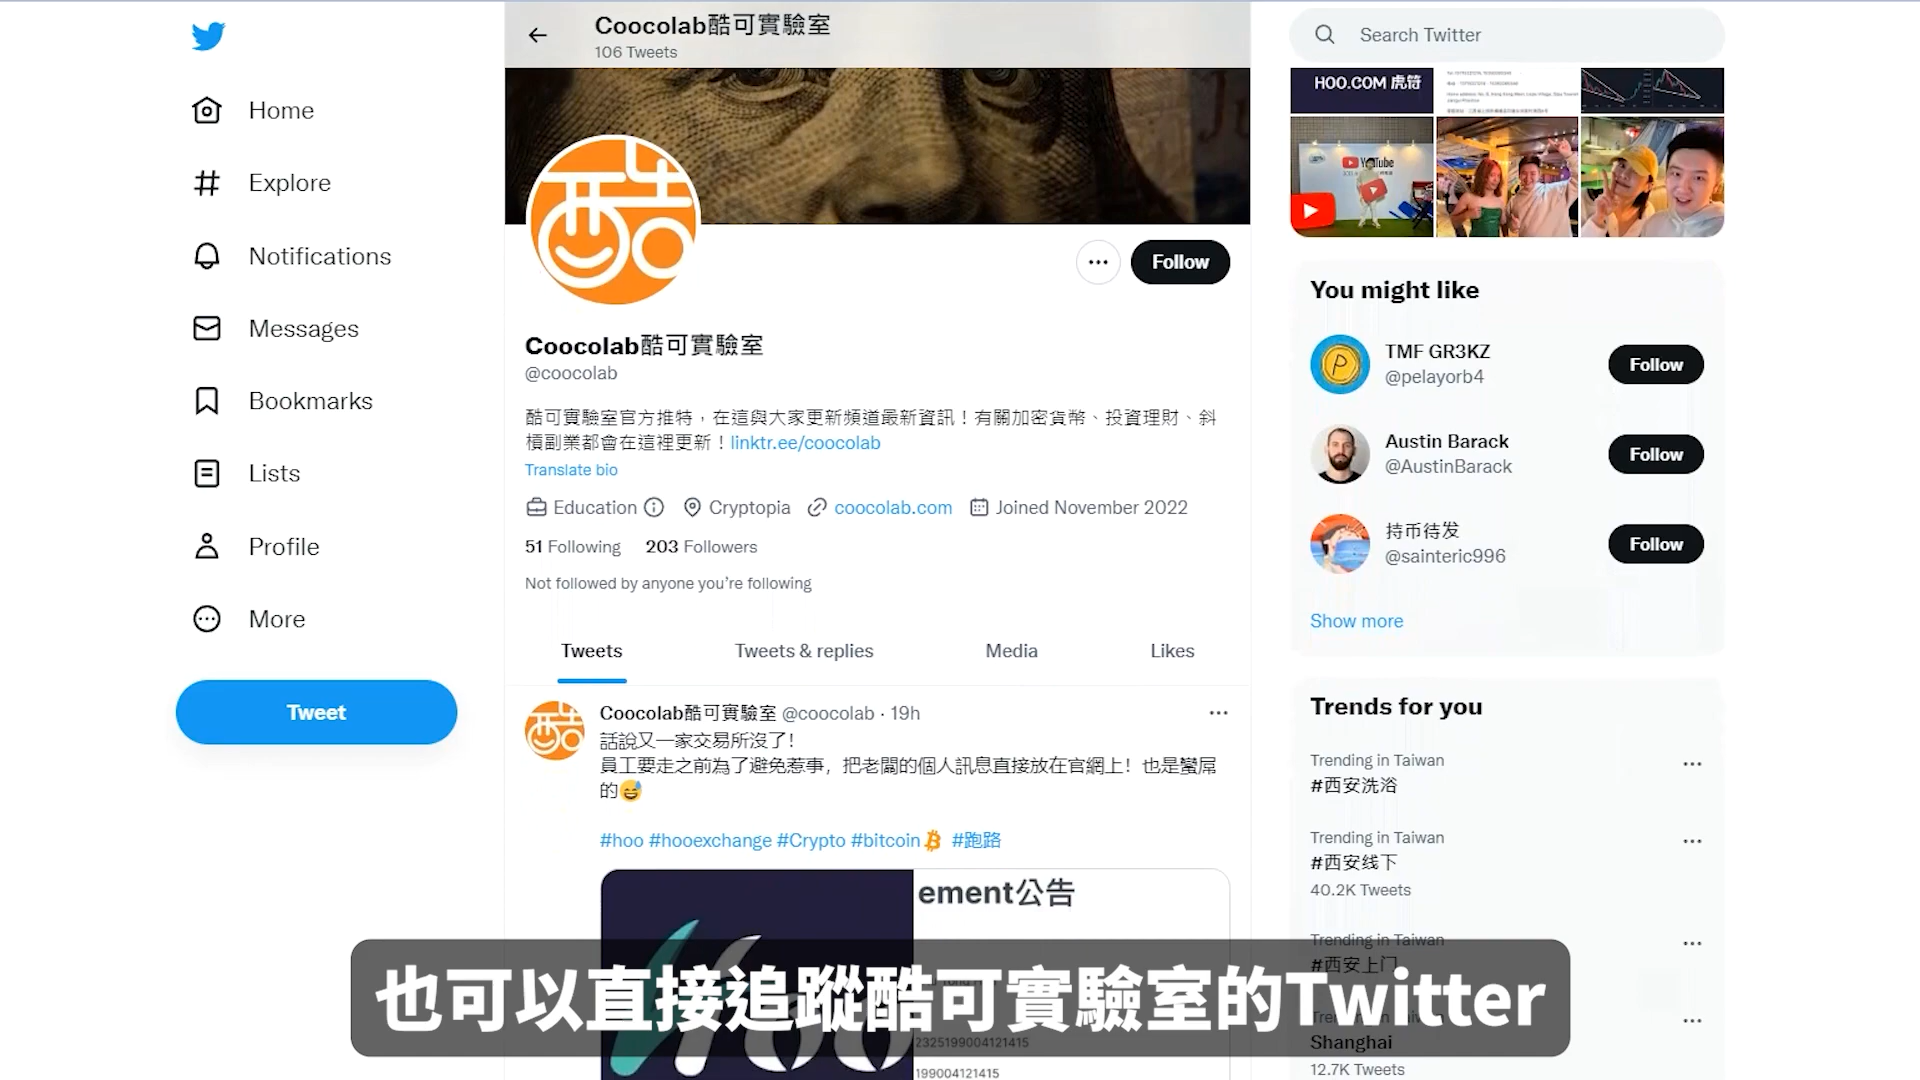 Home
Explore
Notifications
Messages
Bookmarks
Lists
Profile
More
Tweet
Coocolab酷可實驗室
106 Tweets
酷
Follow
Coocolab酷可實驗室
@coocolab
酷可實驗室官方推特，在這與大家更新頻道最新資訊！有關加密貨幣、投資理財、斜
槓副業都會在這裡更新！linktr.ee/coocolab
Translate bio
Education Cryptopia coocolab.com Joined November 2022
51 Following 203 Followers
Not followed by anyone you’re following
Tweets Tweets & replies Media Likes
Coocolab酷可實驗室 @coocolab · 19h
話說又一家交易所沒了！
員工要走之前為了避免惹事，把老闆的個人訊息直接放在官網上！也是蠻屌
的😅
#hoo #hooexchange #Crypto #bitcoin #跑路
ement公告
Hoo
2325199004121415
199004121415
Search Twitter
HOO.COM 虎符
YouTube
You might like
TMF GR3KZ
@pelayorb4
Follow
Austin Barack
@AustinBarack
Follow
持币待发
@sainteric996
Follow
Show more
Trends for you
Trending in Taiwan
#西安洗浴
Trending in Taiwan
#西安线下
40.2K Tweets
Trending in Taiwan
#西安上门
Shanghai
12.7K Tweets
也可以直接追蹤酷可實驗室的Twitter